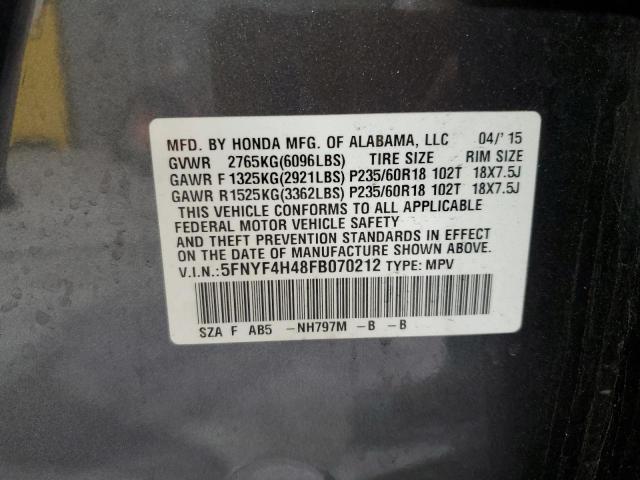 MFD. BY HONDA MFG. OF ALABAMA, LLC 04/'15
GVWR 2765KG(6096LBS) TIRE SIZE RIM SIZE
GAWR F 1325KG(2921LBS) P235/60R18 102T 18X7.5J
GAWR R1525KG(3362LBS) P235/60R18 102T 18X7.5J
THIS VEHICLE CONFORMS TO ALL APPLICABLE
FEDERAL MOTOR VEHICLE SAFETY
AND THEFT PREVENTION STANDARDS IN EFFECT
ON THE DATE OF MANUFACTURE SHOWN ABOVE.
V.I.N.:5FNYF4H48FB070212 TYPE: MPV
SZA F AB5 -NH797M -B -B